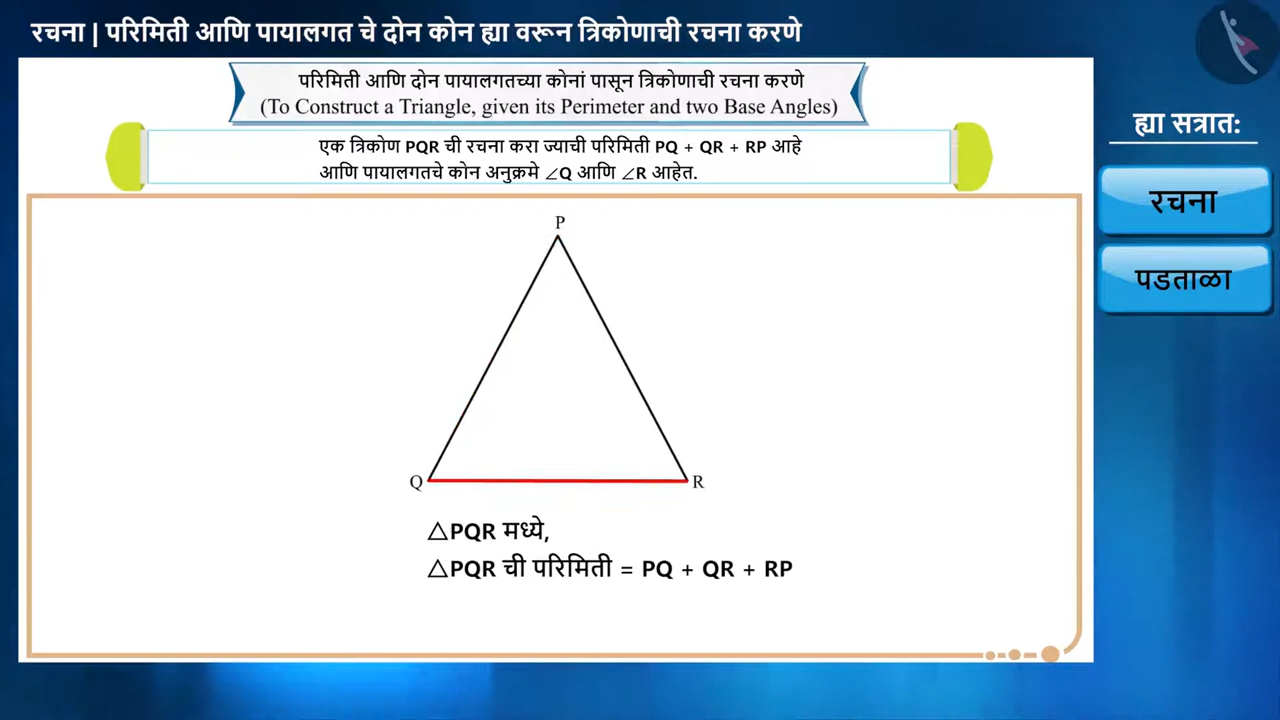 रचना | परिमिती आणि पायालगत चे दोन कोन ह्या वरून त्रिकोणाची रचना करणे
परिमिती आणि दोन पायालगतच्या कोनां पासून त्रिकोणाची रचना करणे
(To Construct a Triangle, given its Perimeter and two Base Angles)
एक त्रिकोण PQR ची रचना करा ज्याची परिमिती PQ + QR + RP आहे
आणि पायालगतचे कोन अनुक्रमे ∠Q आणि ∠R आहेत.
ह्या सत्रात:
रचना
पडताळा
P
Q
R
△PQR मध्ये,
△PQR ची परिमिती = PQ + QR + RP